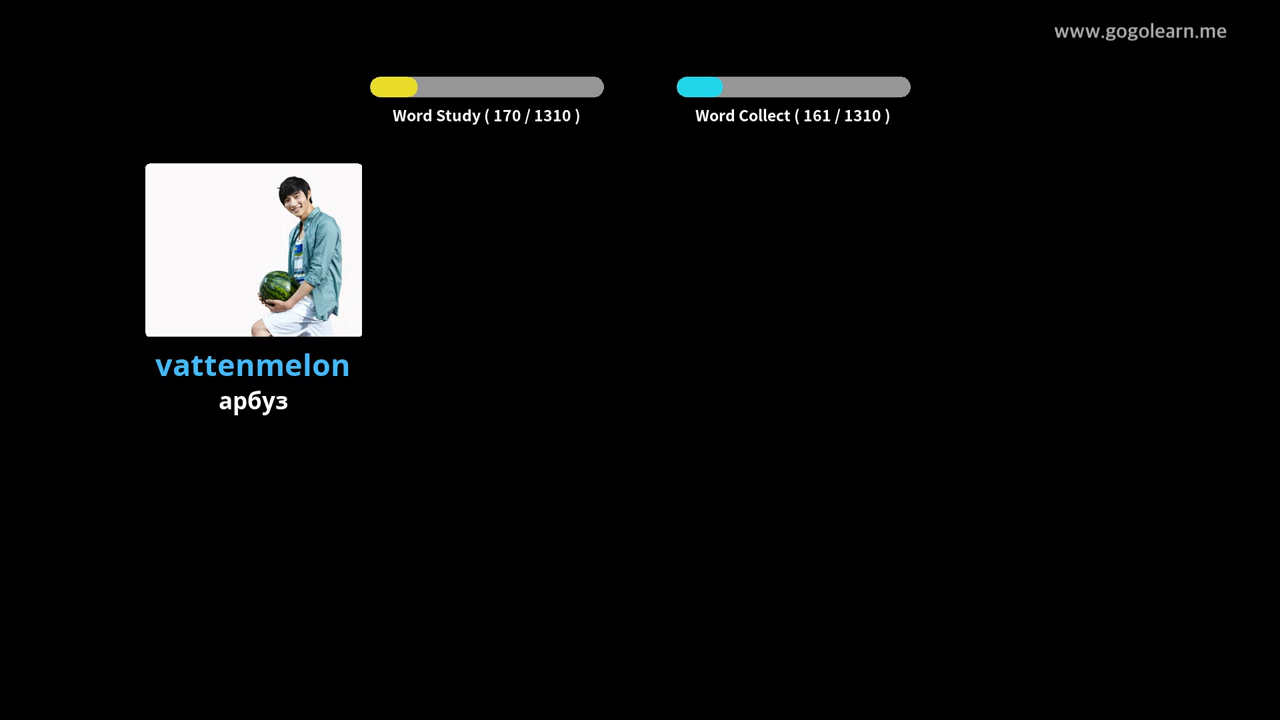 www.gogolearn.me
Word Study ( 170 / 1310 )
Word Collect ( 161 / 1310 )
vattenmelon
арбуз